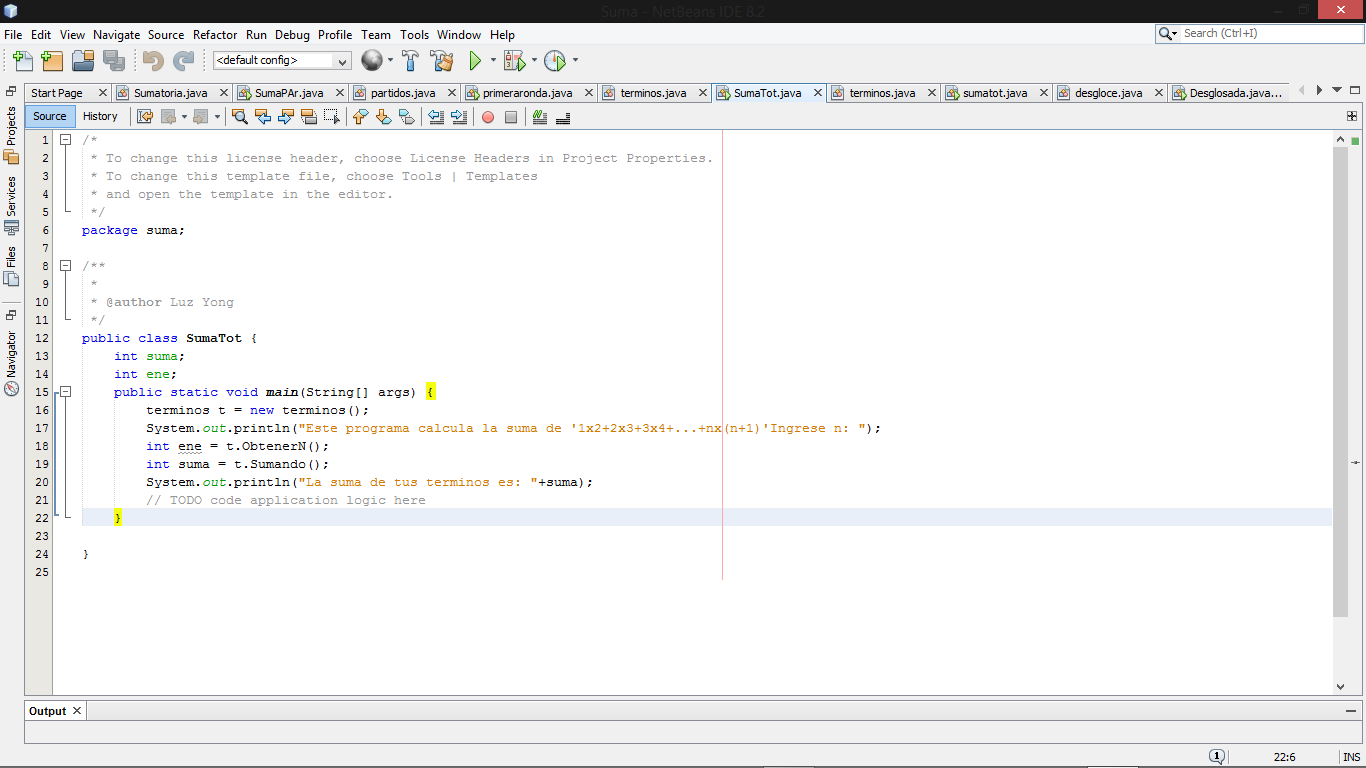 Suma - NetBeans IDE 8.2
File Edit View Navigate Source Refactor Run Debug Profile Team Tools Window Help
Search (Ctrl+I)
<default config>
Start Page Sumatoria.java SumaPAr.java partidos.java primeraronda.java terminos.java SumaTot.java terminos.java sumatot.java desgloce.java Desglosada.java...
Source History
Projects
Services
Files
Navigator
1 /*
2 * To change this license header, choose License Headers in Project Properties.
3 * To change this template file, choose Tools | Templates
4 * and open the template in the editor.
5 */
6 package suma;
7
8 /**
9 *
10 * @author Luz Yong
11 */
12 public class SumaTot {
13 int suma;
14 int ene;
15 public static void main(String[] args) {
16 terminos t = new terminos();
17 System.out.println("Este programa calcula la suma de '1x2+2x3+3x4+...+nx(n+1)'Ingrese n: ");
18 int ene = t.ObtenerN();
19 int suma = t.Sumando();
20 System.out.println("La suma de tus terminos es: "+suma);
21 // TODO code application logic here
22 }
23
24 }
25
Output
1 22:6 INS